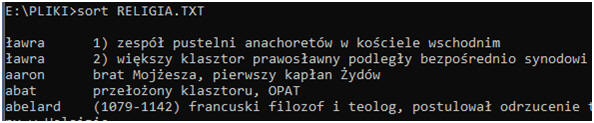 E:\PLIKI>sort RELIGIA.TXT
ławra 1) zespół pustelni anachoretów w kościele wschodnim
ławra 2) większy klasztor prawosławny podległy bezpośrednio synodowi
aaron brat Mojżesza, pierwszy kapłan Żydów
abat przełożony klasztoru, OPAT
abelard (1079-1142) francuski filozof i teolog, postulował odrzucenie